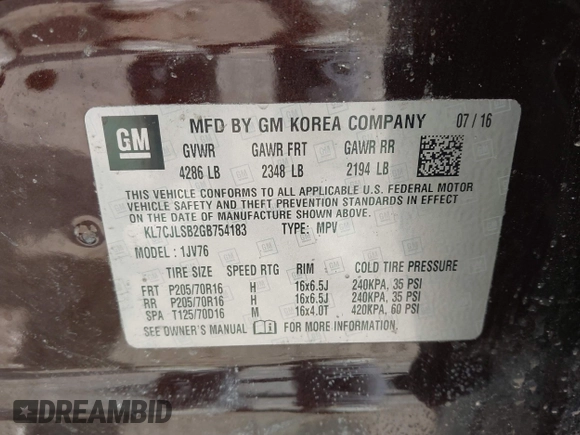 GM
MFD BY GM KOREA COMPANY 07/16
GVWR GAWR FRT GAWR RR
4286 LB 2348 LB 2194 LB
THIS VEHICLE CONFORMS TO ALL APPLICABLE U.S. FEDERAL MOTOR
VEHICLE SAFETY AND THEFT PREVENTION STANDARDS IN EFFECT
ON THE DATE OF MANUFACTURE SHOWN ABOVE.
KL7CJLSB2GB754183 TYPE: MPV
MODEL: 1JV76
TIRE SIZE SPEED RTG RIM COLD TIRE PRESSURE
FRT P205/70R16 H 16x6.5J 240KPA, 35 PSI
RR P205/70R16 H 16x6.5J 240KPA, 35 PSI
SPA T125/70D16 M 16x4.0T 420KPA, 60 PSI
SEE OWNER'S MANUAL FOR MORE INFORMATION
DREAMBID